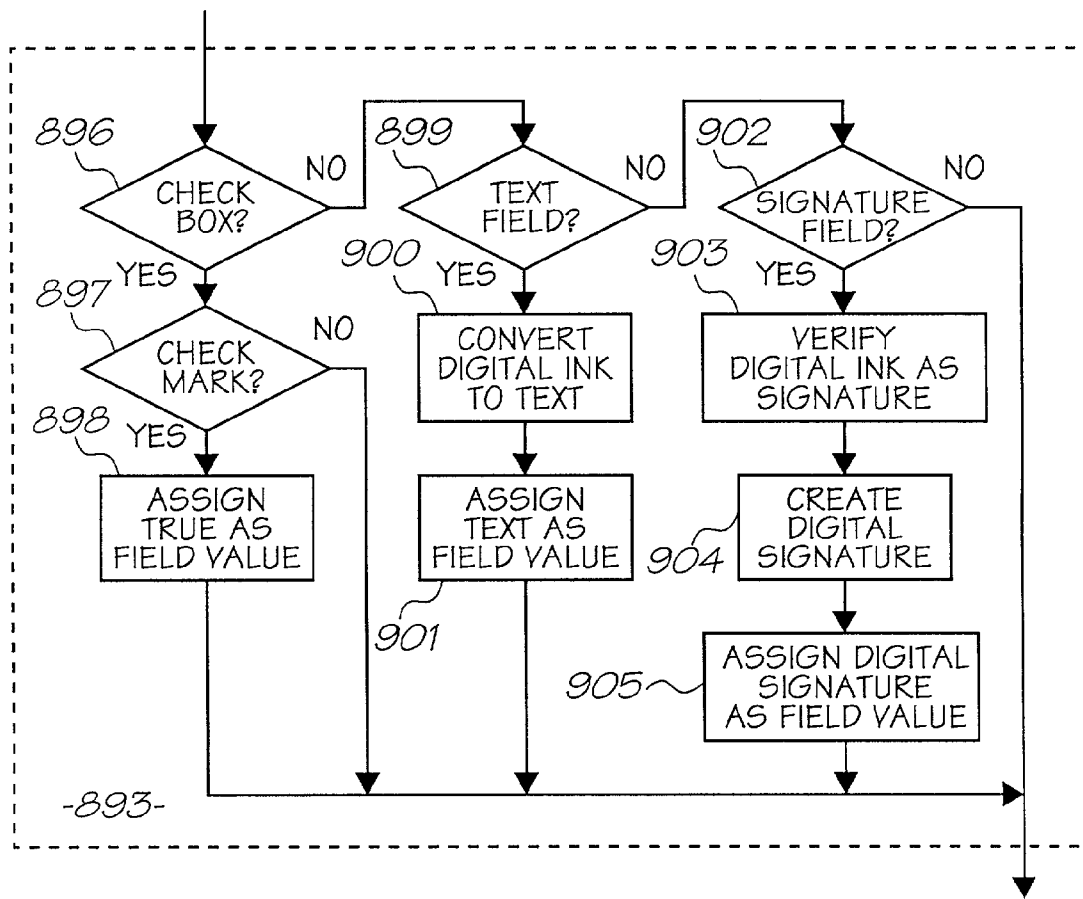 896
CHECK
BOX?
NO
YES
897
CHECK
MARK?
NO
YES
898
ASSIGN
TRUE AS
FIELD VALUE
899
TEXT
FIELD?
NO
YES
900
CONVERT
DIGITAL INK
TO TEXT
ASSIGN
TEXT AS
FIELD VALUE
901
902
SIGNATURE
FIELD?
NO
YES
903
VERIFY
DIGITAL INK AS
SIGNATURE
CREATE
DIGITAL
SIGNATURE
904
ASSIGN DIGITAL
SIGNATURE
AS FIELD VALUE
905
-893-